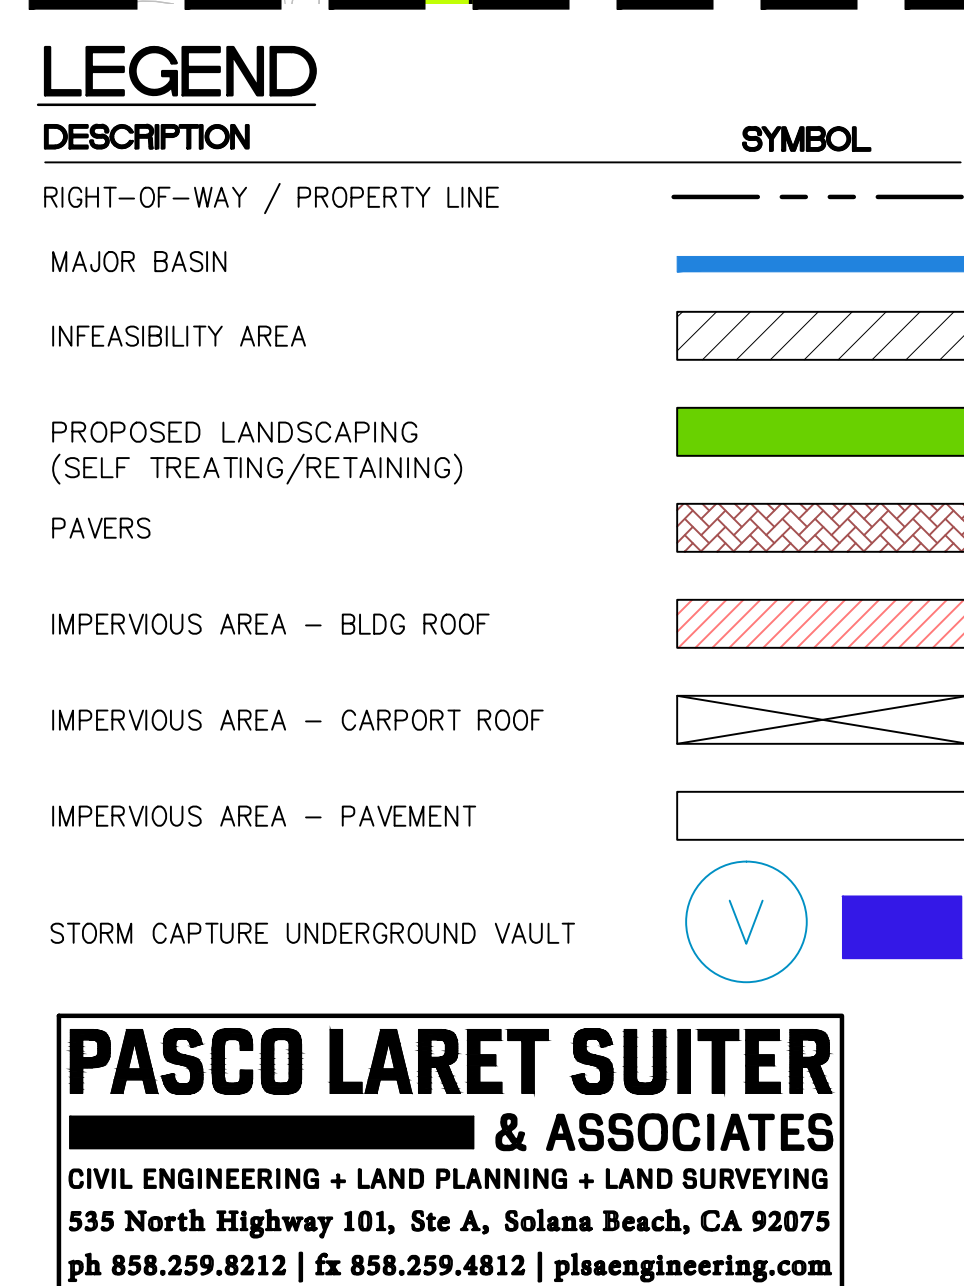 LEGEND
DESCRIPTION SYMBOL
RIGHT-OF-WAY / PROPERTY LINE
MAJOR BASIN
INFEASIBILITY AREA
PROPOSED LANDSCAPING
(SELF TREATING/RETAINING)
PAVERS
IMPERVIOUS AREA - BLDG ROOF
IMPERVIOUS AREA - CARPORT ROOF
IMPERVIOUS AREA - PAVEMENT
STORM CAPTURE UNDERGROUND VAULT V
PASCO LARET SUITER
& ASSOCIATES
CIVIL ENGINEERING + LAND PLANNING + LAND SURVEYING
535 North Highway 101, Ste A, Solana Beach, CA 92075
ph 858.259.8212 | fx 858.259.4812 | plsaengineering.com